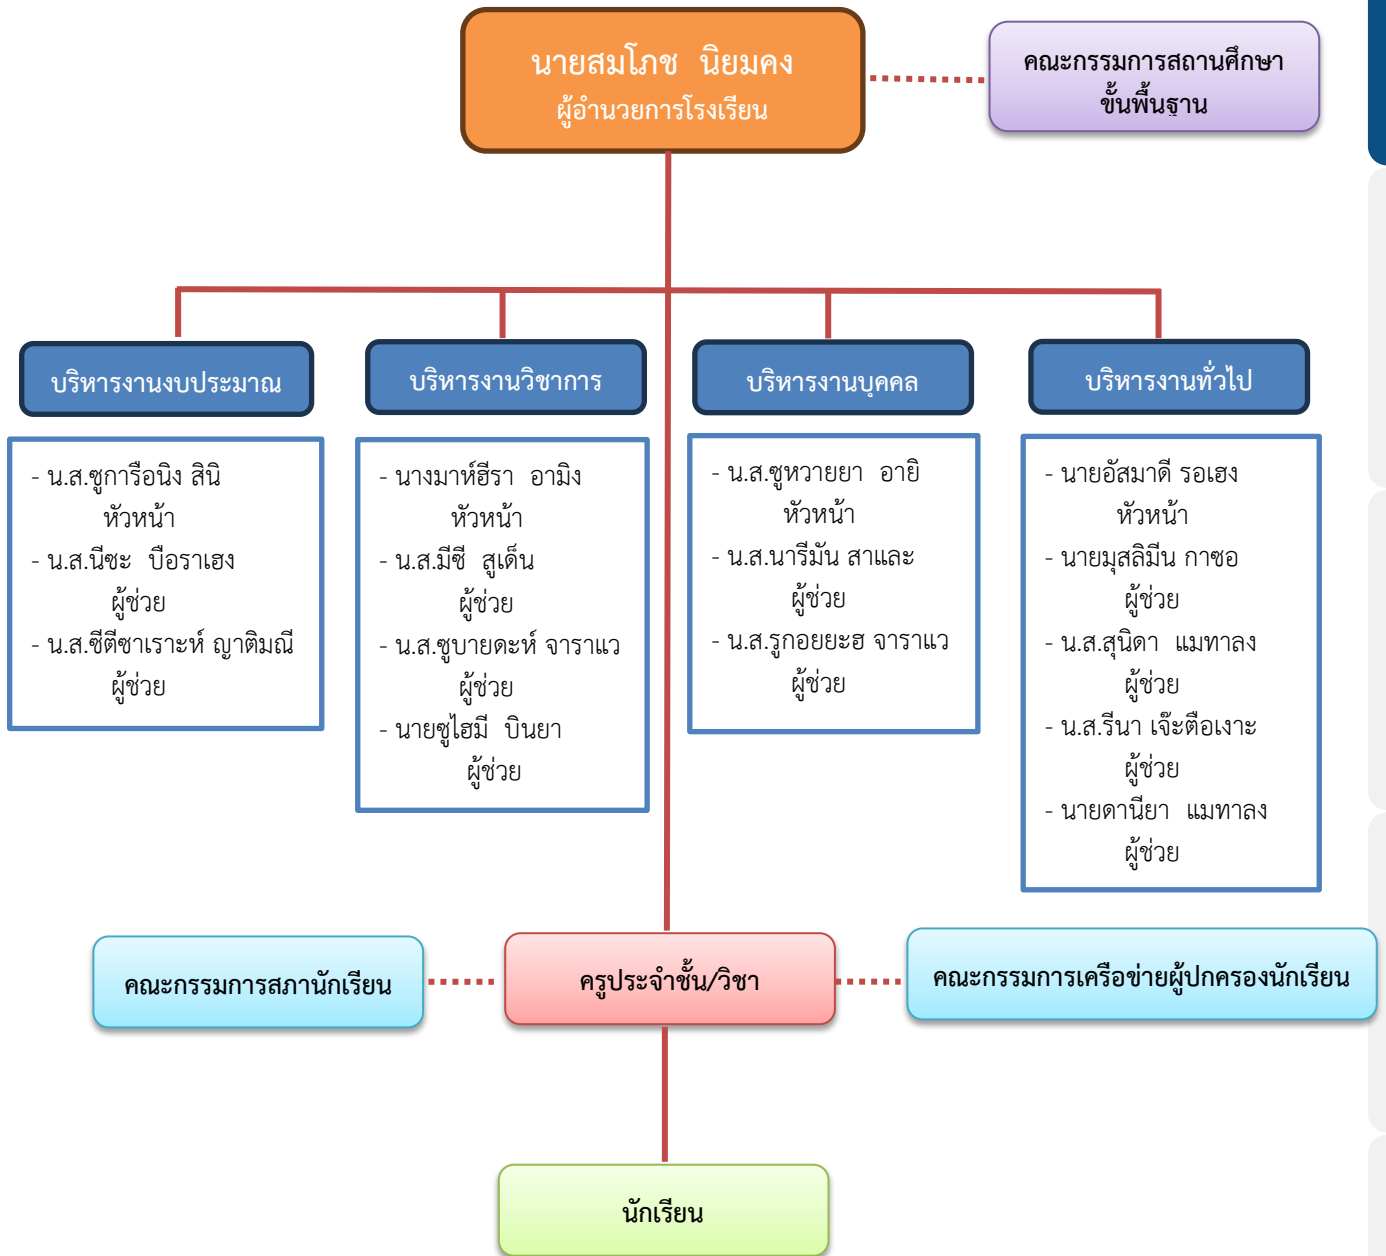 นายสมโภช นิยมคง
ผู้อำนวยการโรงเรียน
คณะกรรมการสถานศึกษา
ขั้นพื้นฐาน
บริหารงานงบประมาณ
- น.ส.ซูการือนิง สินิ
หัวหน้า
- น.ส.นีซะ บือราเฮง
ผู้ช่วย
- น.ส.ซีตีซาเราะห์ ญาติมณี
ผู้ช่วย
บริหารงานวิชาการ
- นางมาห์ฮีรา อามิง
หัวหน้า
- น.ส.มีซี สูเด็น
ผู้ช่วย
- น.ส.ซูบายดะห์ จาราแว
ผู้ช่วย
- นายซูไฮมี บินยา
ผู้ช่วย
บริหารงานบุคคล
- น.ส.ซูหวายยา อายิ
หัวหน้า
- น.ส.นารีมัน สาและ
ผู้ช่วย
- น.ส.รูกอยยะฮ จาราแว
ผู้ช่วย
บริหารงานทั่วไป
- นายอัสมาดี รอเฮง
หัวหน้า
- นายมุสลิมีน กาซอ
ผู้ช่วย
- น.ส.สุนิดา แมทาลง
ผู้ช่วย
- น.ส.รีนา เจ๊ะตือเงาะ
ผู้ช่วย
- นายดานียา แมทาลง
ผู้ช่วย
คณะกรรมการสภานักเรียน
ครูประจำชั้น/วิชา
คณะกรรมการเครือข่ายผู้ปกครองนักเรียน
นักเรียน